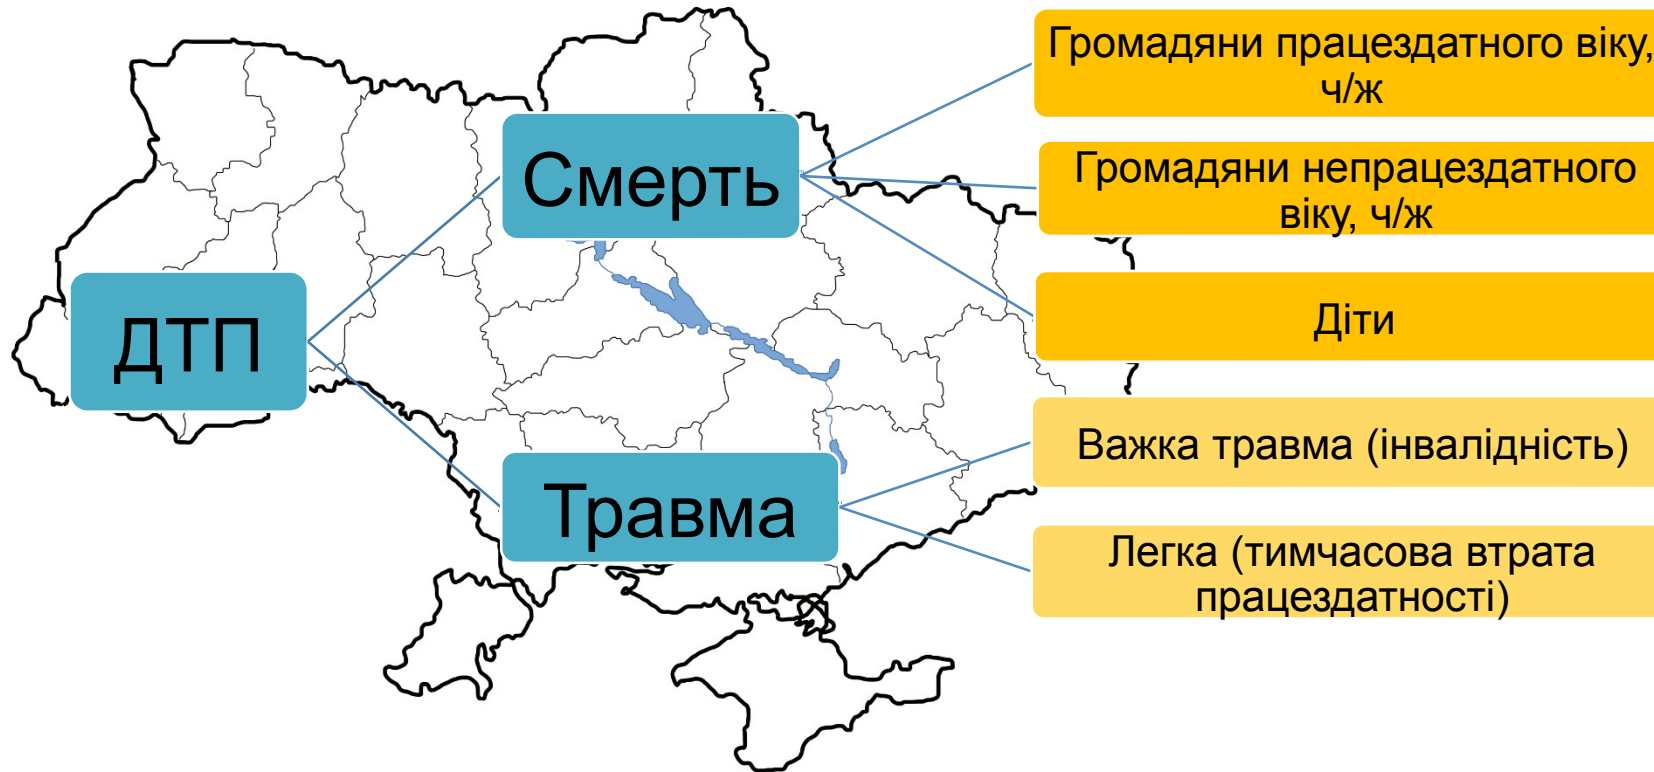 Громадяни працездатного віку,
ч/ж
Смерть
Громадяни непрацездатного
віку, ч/ж
ДТП
Діти
Важка травма (інвалідність)
Травма
Легка (тимчасова втрата
працездатності)